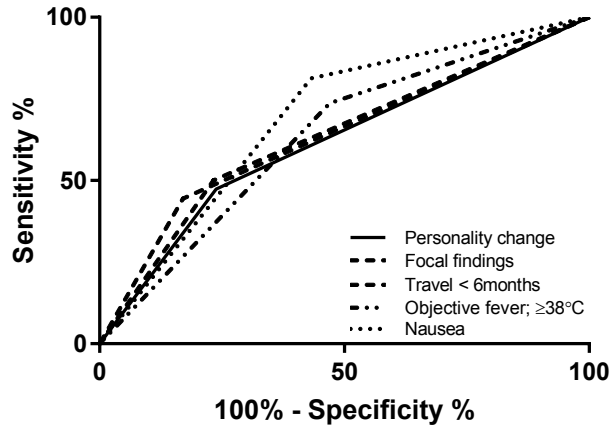 100
Sensitivity %
50
Personality change
Focal findings
Travel < 6months
Objective fever; ≥38°C
Nausea
0
0 50 100
100% - Specificity %